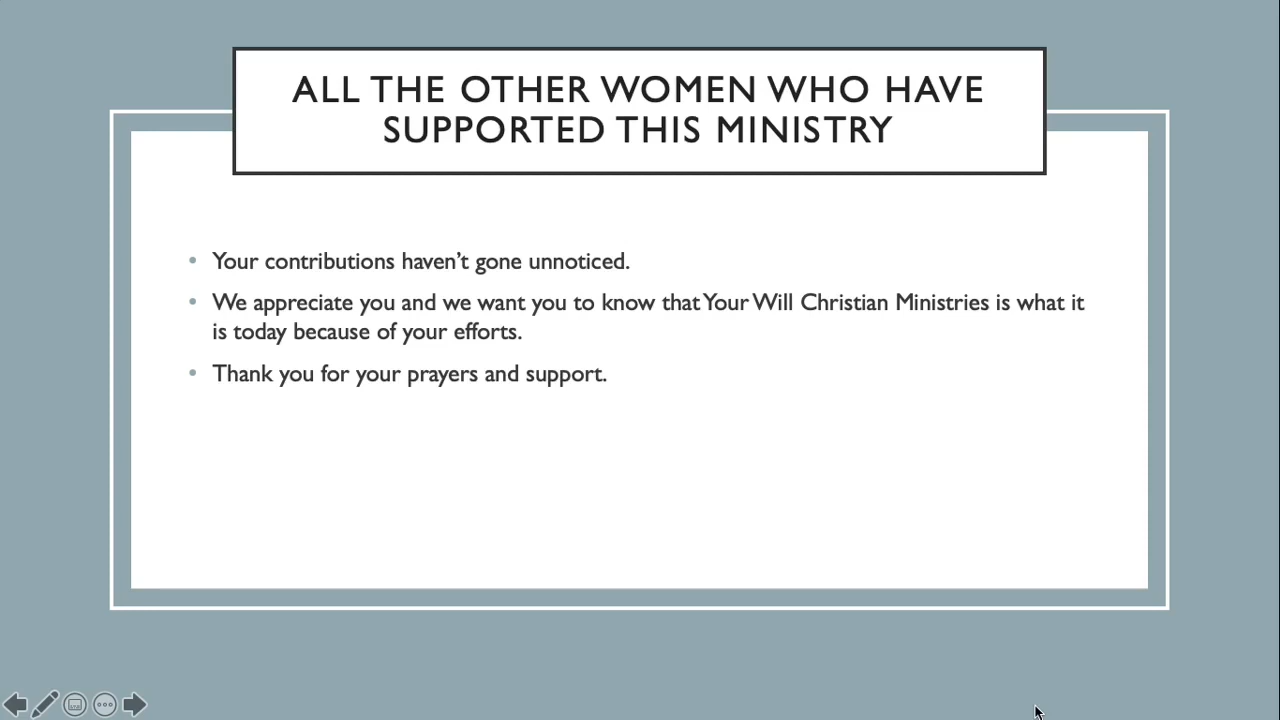 ALL THE OTHER WOMEN WHO HAVE
SUPPORTED THIS MINISTRY
• Your contributions haven’t gone unnoticed.
• We appreciate you and we want you to know that Your Will Christian Ministries is what it
is today because of your efforts.
• Thank you for your prayers and support.